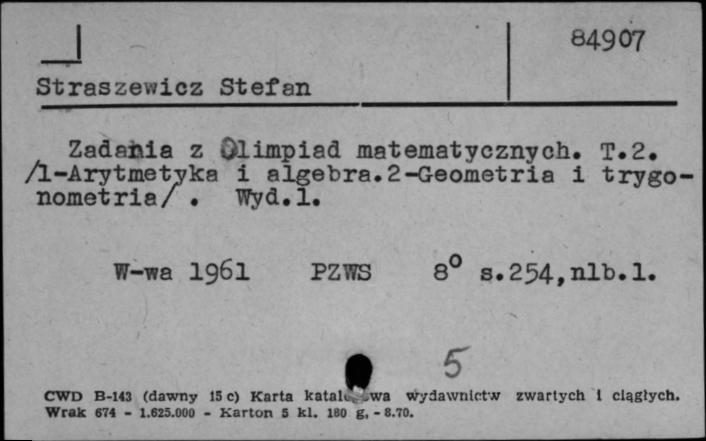 84907
Straszewicz Stefan
Zadania z Olimpiad matematycznych. T.2.
/1-Arytmetyka i algebra.2-Geometria i trygo-
nometria/. Wyd.1.
W-wa 1961 PZWS 8° s.254,nlb.1.
5
CWD B-143 (dawny 15 c) Karta katalogowa wydawnictw zwartych i ciągłych.
Wrak 674 - 1.625.000 - Karton 5 kl. 180 g, - 8.70.